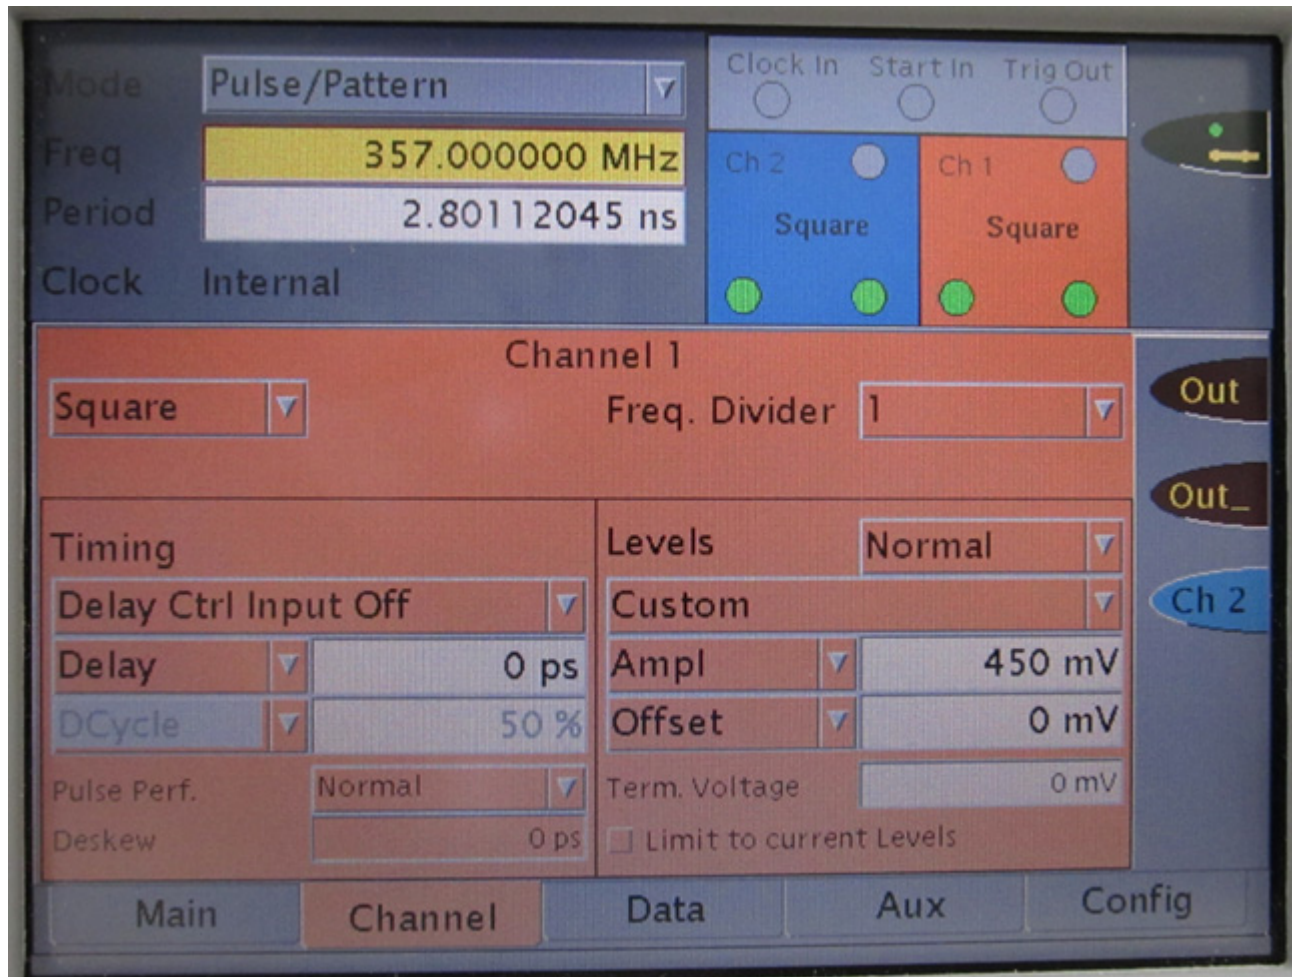 Mode Pulse/Pattern
Freq 357.000000 MHz
Period 2.80112045 ns
Clock Internal
Clock In Start In Trig Out
Ch 2 Ch 1
Square Square
Channel 1
Square Freq. Divider 1
Out
Out_
Ch 2
Timing
Delay Ctrl Input Off
Delay 0 ps
DCycle 50 %
Pulse Perf. Normal
Deskew 0 ps
Levels Normal
Custom
Ampl 450 mV
Offset 0 mV
Term. Voltage 0 mV
Limit to current Levels
Main Channel Data Aux Config